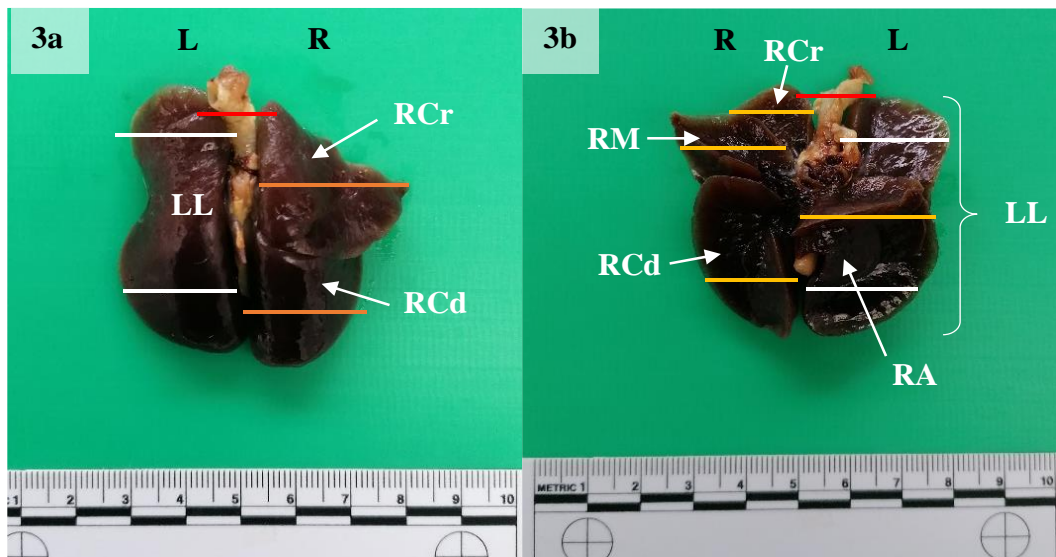 3a
L
R
RCr
LL
RCd
C 1 2 3 4 5 6 7 8 9 10
3b
R
L
RCr
RM
LL
RCd
RA
METRIC 1 2 3 4 5 6 7 8 9 10